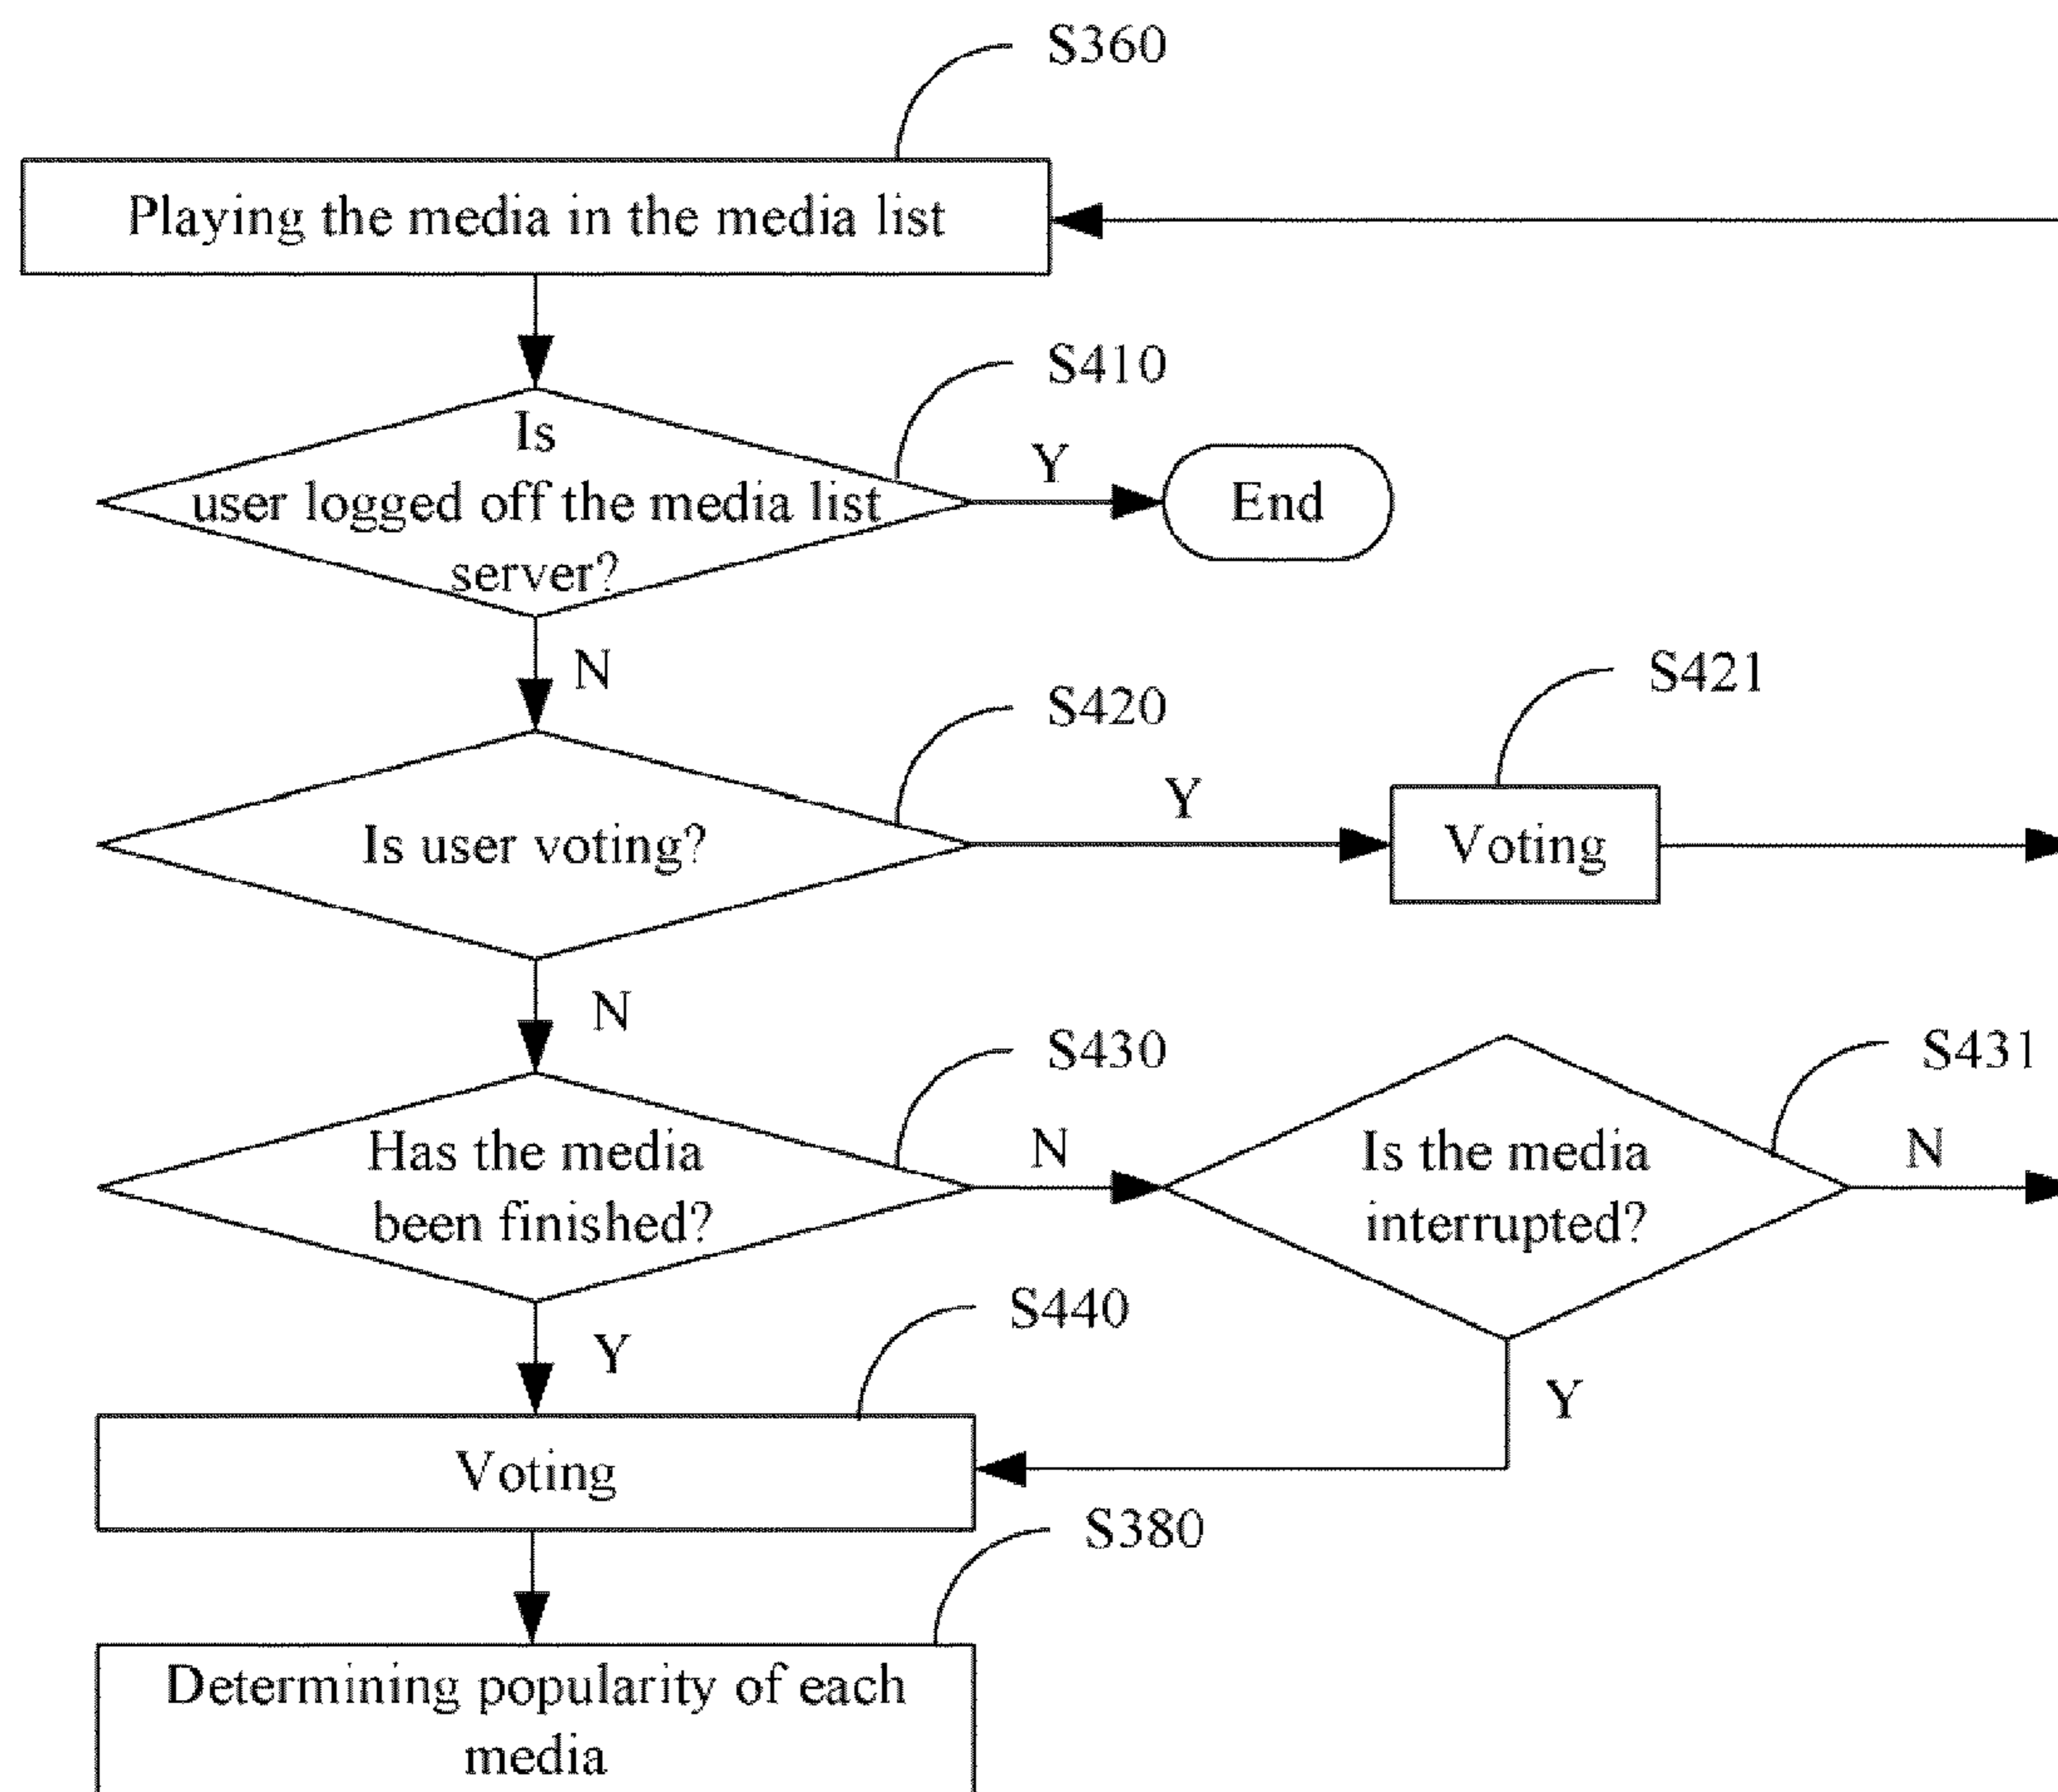 S360
Playing the media in the media list
S410
Is
user logged off the media list
server?
Y
End
N
S421
S420
Is user voting?
Y
Voting
N
S430
S431
Has the media
been finished?
N
Is the media
interrupted?
N
Y
S440
Y
Voting
S380
Determining popularity of each
media